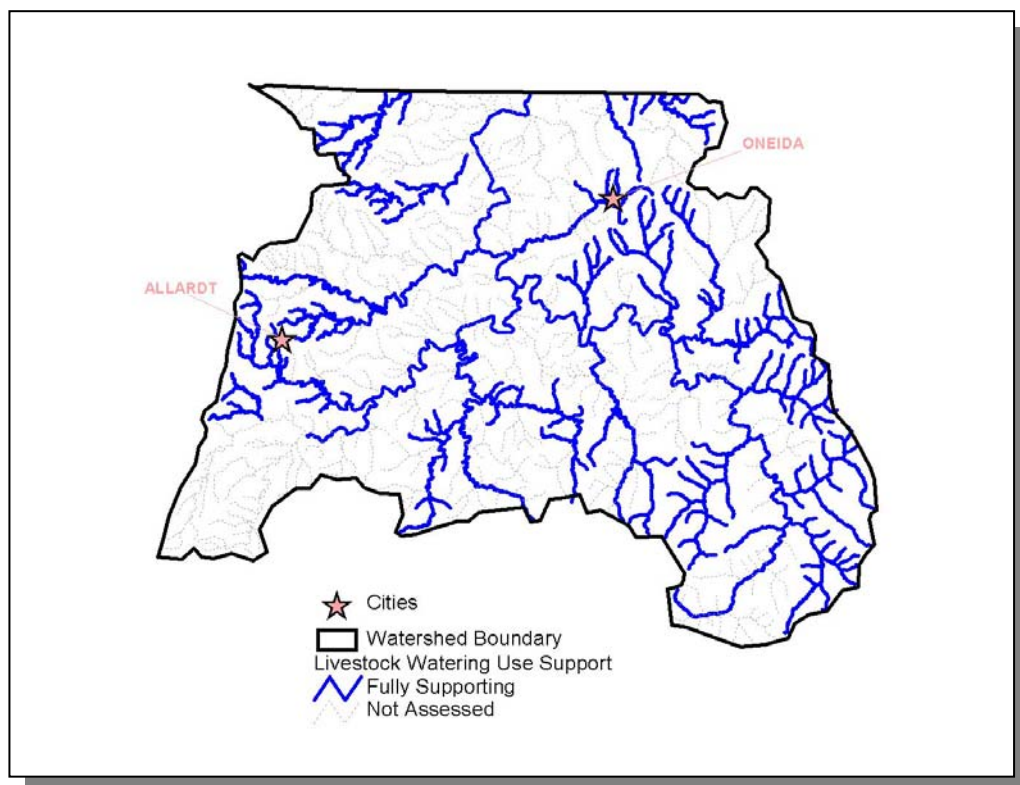 ONEIDA
ALLARDT
Cities
Watershed Boundary
Livestock Watering Use Support
Fully Supporting
Not Assessed